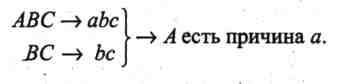 ABC → abc
BC → bc
} → A есть причина a.